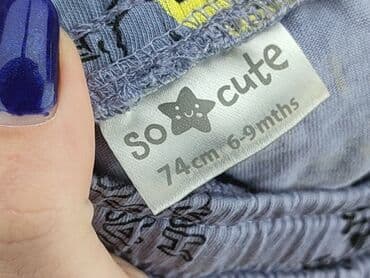 so cute
74cm 6-9mths